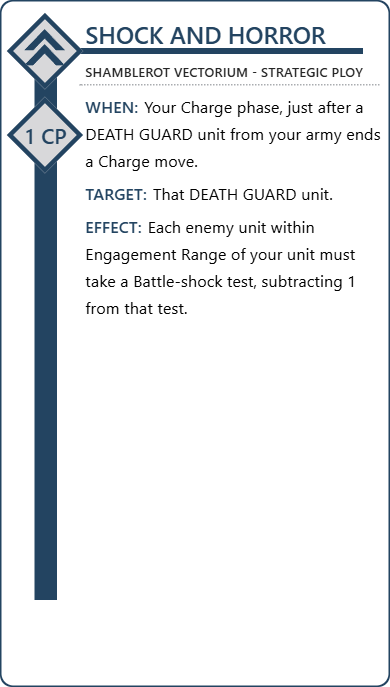 SHOCK AND HORROR
SHAMBLEROT VECTORIUM - STRATEGIC PLOY
1 CP
WHEN: Your Charge phase, just after a
DEATH GUARD unit from your army ends
a Charge move.
TARGET: That DEATH GUARD unit.
EFFECT: Each enemy unit within
Engagement Range of your unit must
take a Battle-shock test, subtracting 1
from that test.